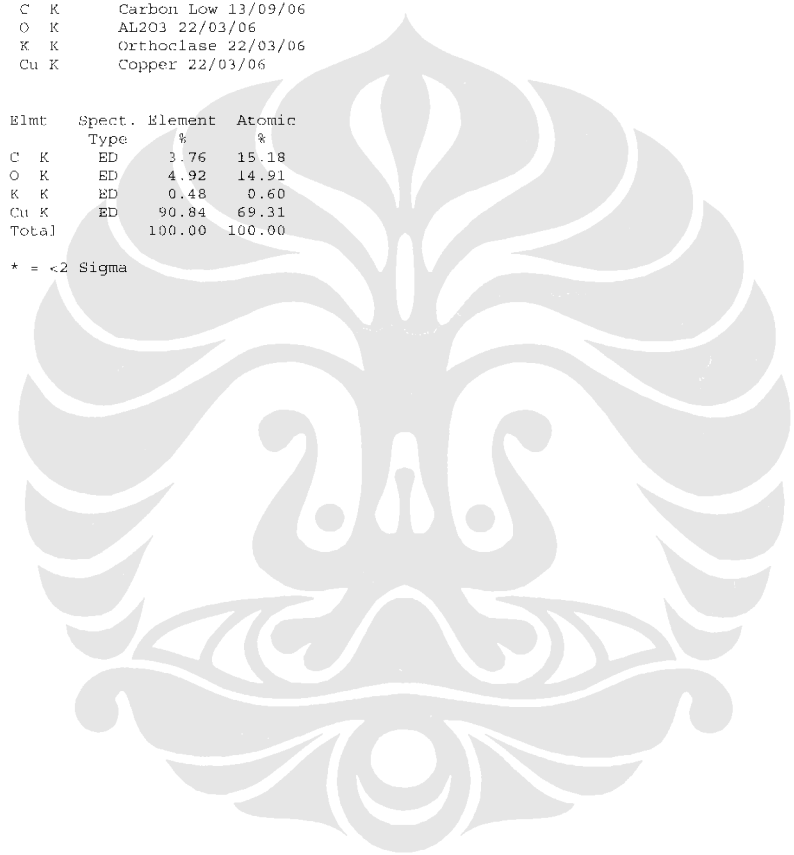 C K Carbon Low 13/09/06
O K AL2O3 22/03/06
K K Orthoclase 22/03/06
Cu K Copper 22/03/06
Elmt Spect. Element Atomic
Type % %
C K ED 3.76 15.18
O K ED 4.92 14.91
K K ED 0.48 0.60
Cu K ED 90.84 69.31
Total 100.00 100.00
* = <2 Sigma